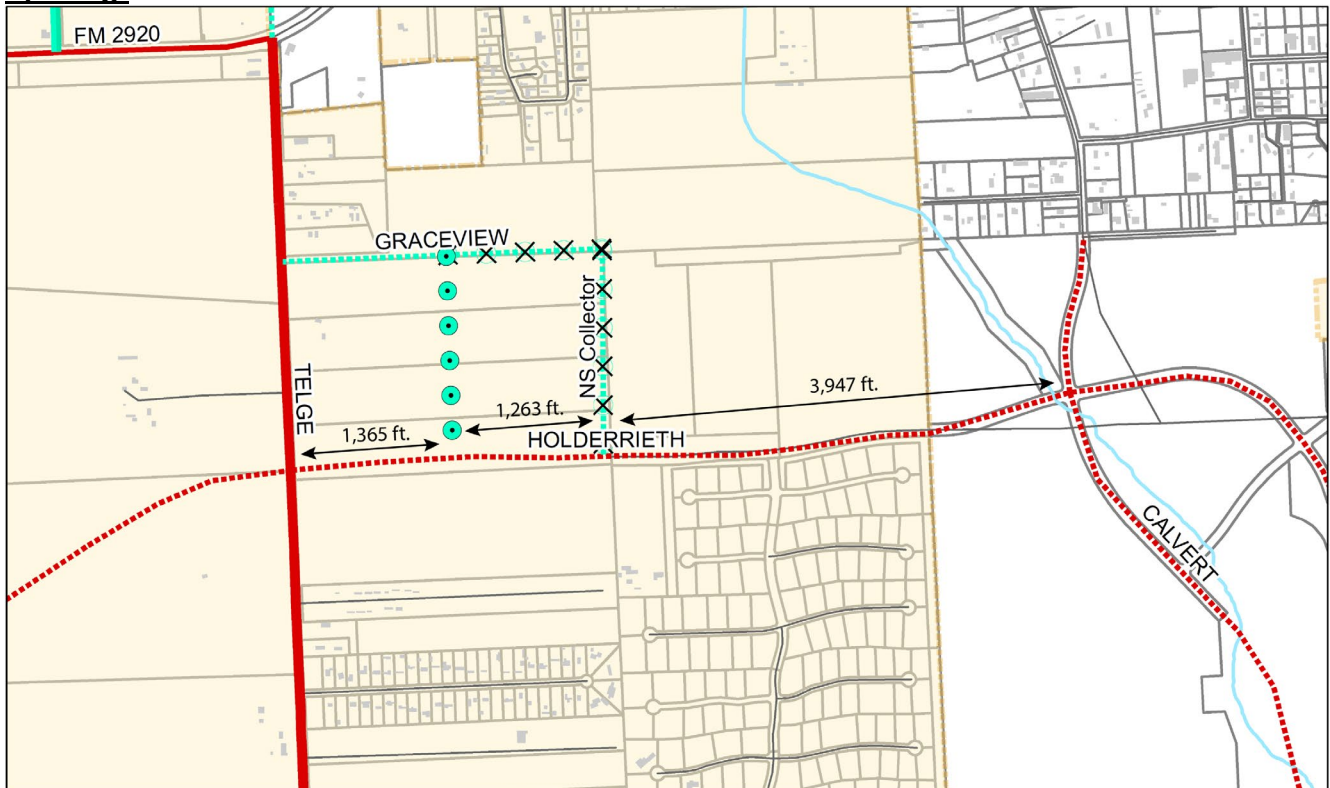 FM 2920
GRACEVIEW
NS Collector
3,947 ft.
TELGE
1,263 ft.
1,365 ft.
HOLDERRIETH
CALVERT